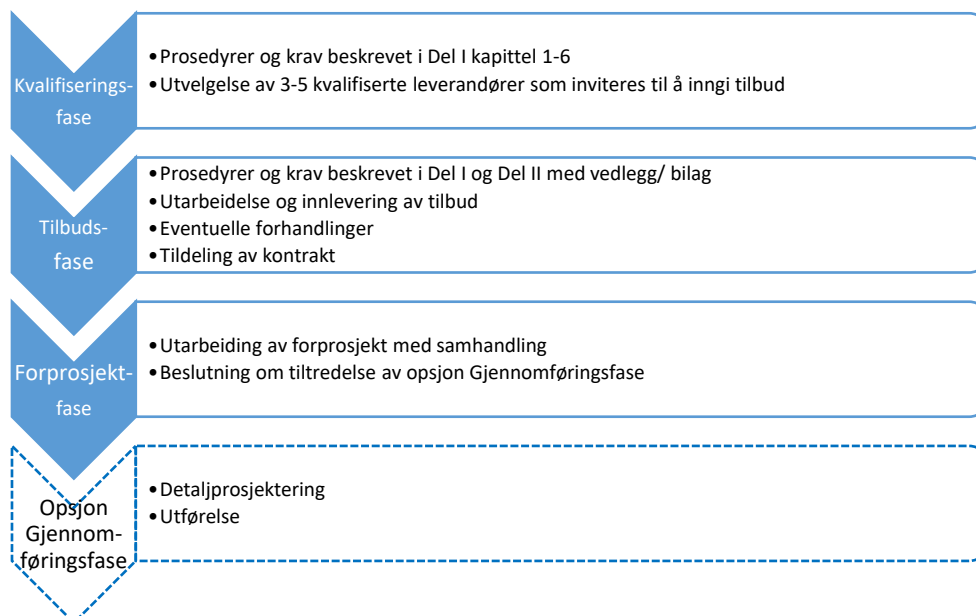 Kvalifiserings-
fase
•Prosedyrer og krav beskrevet i Del I kapittel 1-6
•Utvelgelse av 3-5 kvalifiserte leverandører som inviteres til å inngi tilbud
Tilbuds-
fase
•Prosedyrer og krav beskrevet i Del I og Del II med vedlegg/ bilag
•Utarbeidelse og innlevering av tilbud
•Eventuelle forhandlinger
•Tildeling av kontrakt
Forprosjekt-
fase
•Utarbeiding av forprosjekt med samhandling
•Beslutning om tiltredelse av opsjon Gjennomføringsfase
Opsjon
Gjennom-
føringsfase
•Detaljprosjektering
•Utførelse